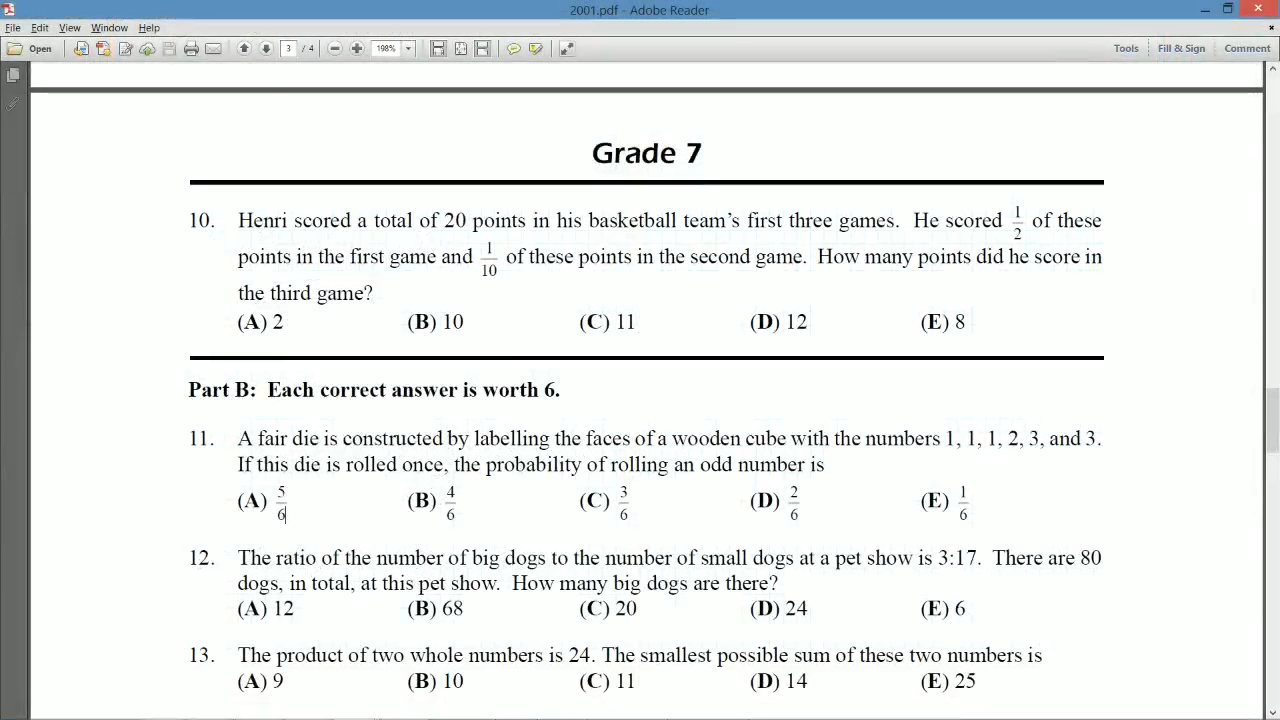 2001.pdf - Adobe Reader
File Edit View Window Help
Open 3 / 4 198% Tools Fill & Sign Comment
Grade 7
10. Henri scored a total of 20 points in his basketball team's first three games. He scored 1/2 of these
points in the first game and 1/10 of these points in the second game. How many points did he score in
the third game?
(A) 2 (B) 10 (C) 11 (D) 12 (E) 8
Part B: Each correct answer is worth 6.
11. A fair die is constructed by labelling the faces of a wooden cube with the numbers 1, 1, 1, 2, 3, and 3.
If this die is rolled once, the probability of rolling an odd number is
(A) 5/6 (B) 4/6 (C) 3/6 (D) 2/6 (E) 1/6
12. The ratio of the number of big dogs to the number of small dogs at a pet show is 3:17. There are 80
dogs, in total, at this pet show. How many big dogs are there?
(A) 12 (B) 68 (C) 20 (D) 24 (E) 6
13. The product of two whole numbers is 24. The smallest possible sum of these two numbers is
(A) 9 (B) 10 (C) 11 (D) 14 (E) 25